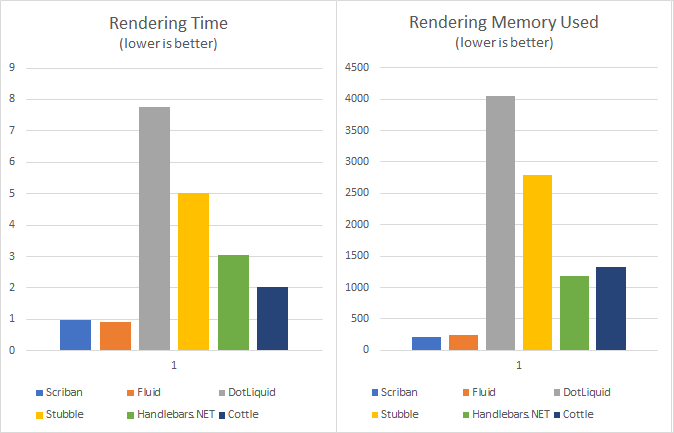 Rendering Time
(lower is better)
9
8
7
6
5
4
3
2
1
0
1
Scriban Fluid DotLiquid
Stubble Handlebars.NET Cottle
Rendering Memory Used
(lower is better)
4500
4000
3500
3000
2500
2000
1500
1000
500
0
1
Scriban Fluid DotLiquid
Stubble Handlebars.NET Cottle